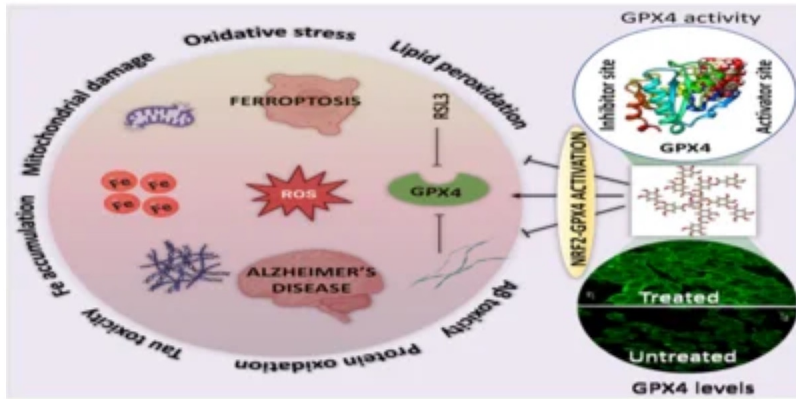 GPX4 activity
Oxidative stress
Lipid peroxidation
Mitochondrial damage
FERROPTOSIS
RSL3
Inhibitor site
Activator site
GPX4
Fe
Fe
Fe
Fe
ROS
GPX4
NRF2-GPX4 ACTIVATION
Fe accumulation
ALZHEIMER'S
DISEASE
Tau toxicity
Aβ toxicity
Protein oxidation
Treated
Untreated
GPX4 levels